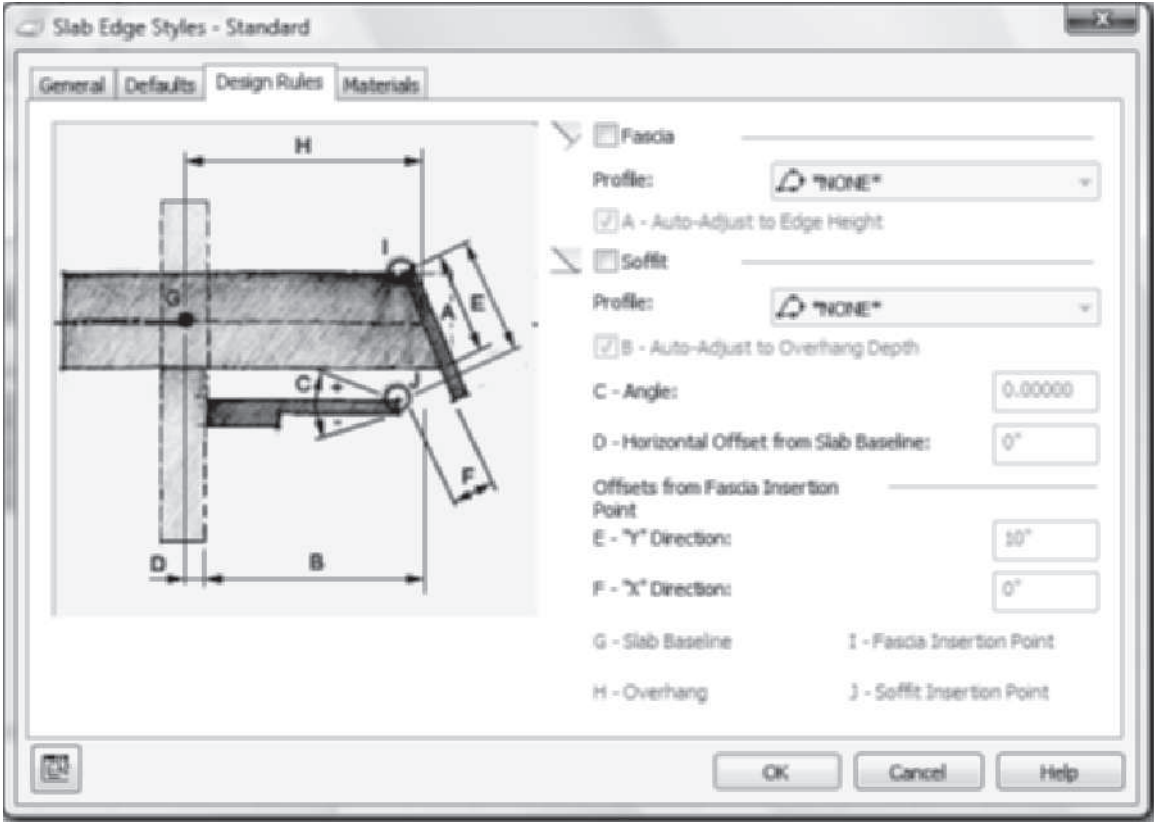 Slab Edge Styles - Standard
General Defaults Design Rules Materials
H
I
G
A E
C + J
-
F
D B
Fascia
Profile: *NONE*
A - Auto-Adjust to Edge Height
Soffit
Profile: *NONE*
B - Auto-Adjust to Overhang Depth
C - Angle: 0.00000
D - Horizontal Offset from Slab Baseline: 0"
Offsets from Fascia Insertion
Point
E - "Y" Direction: 10"
F - "X" Direction: 0"
G - Slab Baseline I - Fascia Insertion Point
H - Overhang J - Soffit Insertion Point
OK Cancel Help